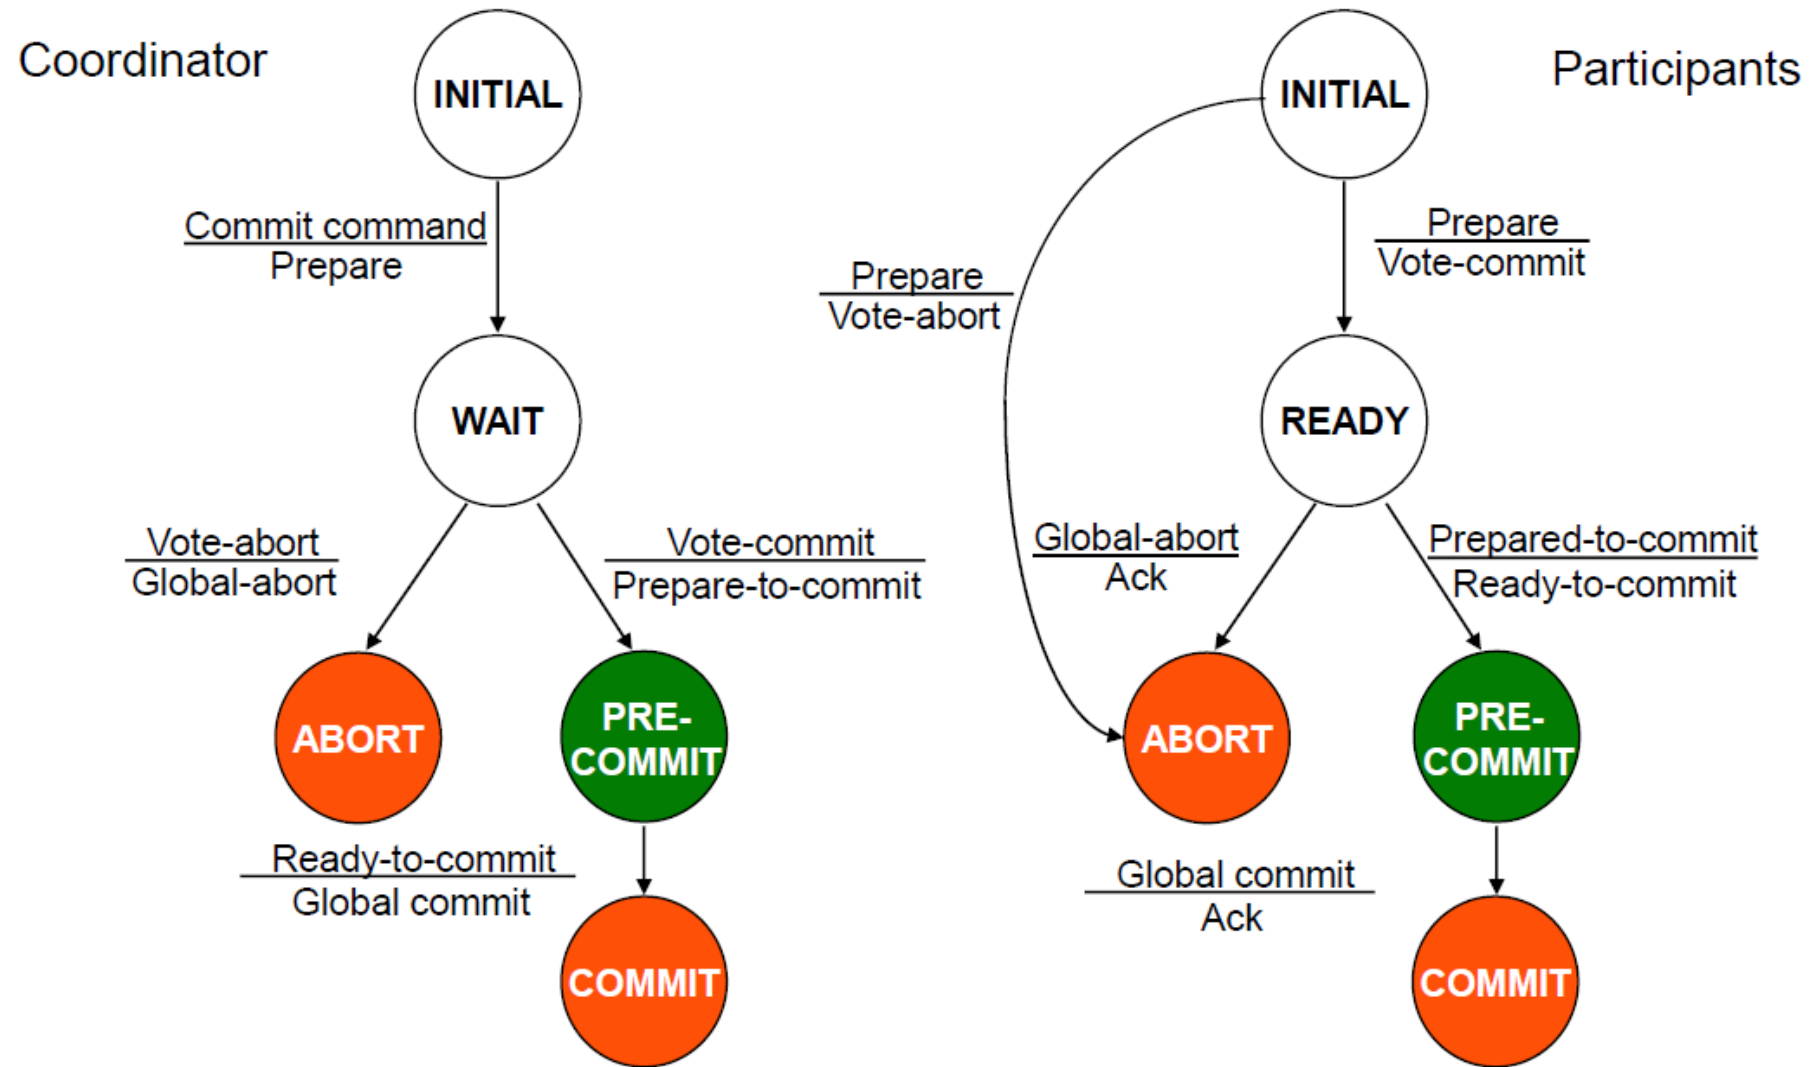 Coordinator
INITIAL
Commit command
Prepare
WAIT
Vote-abort
Global-abort
Vote-commit
Prepare-to-commit
ABORT
PRE-
COMMIT
Ready-to-commit
Global commit
COMMIT
Participants
INITIAL
Prepare
Vote-abort
Prepare
Vote-commit
READY
Global-abort
Ack
Prepared-to-commit
Ready-to-commit
ABORT
PRE-
COMMIT
Global commit
Ack
COMMIT